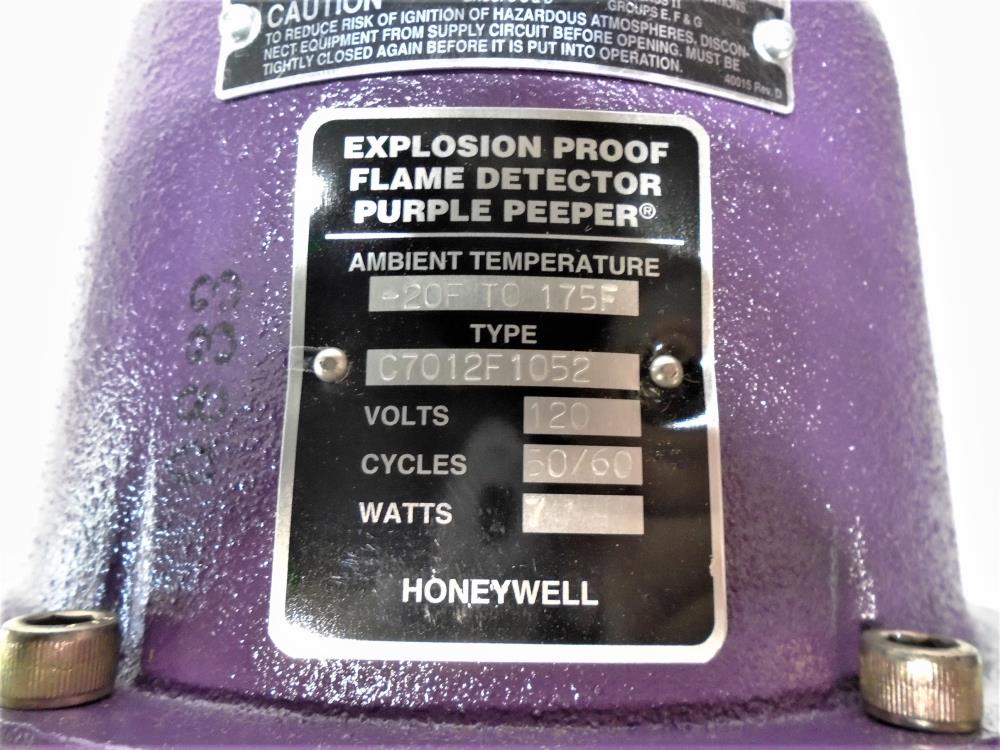 CAUTION
GROUPS E, F & G
TO REDUCE RISK OF IGNITION OF HAZARDOUS ATMOSPHERES, DISCON-
NECT EQUIPMENT FROM SUPPLY CIRCUIT BEFORE OPENING. MUST BE
TIGHTLY CLOSED AGAIN BEFORE IT IS PUT INTO OPERATION.
40015 Rev. D
EXPLOSION PROOF
FLAME DETECTOR
PURPLE PEEPER®
AMBIENT TEMPERATURE
-20F TO 175F
TYPE
C7012F1052
VOLTS 120
CYCLES 50/60
WATTS 7
HONEYWELL